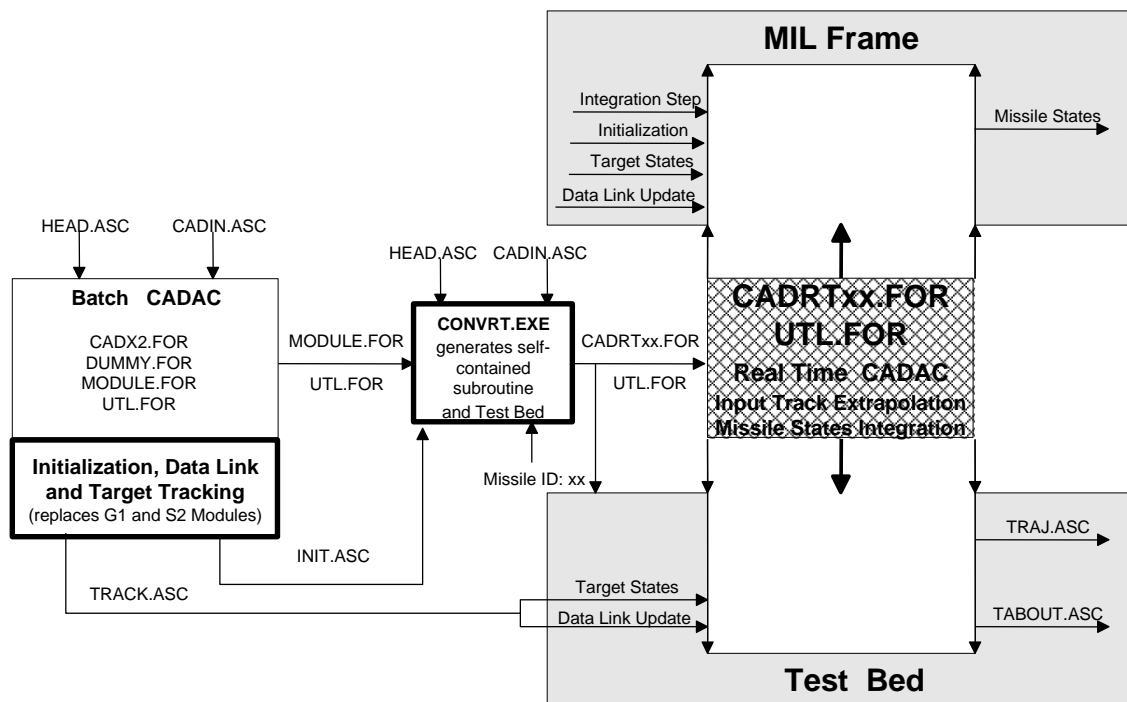 MIL Frame
Integration Step
Initialization
Target States
Data Link Update
Missile States
HEAD.ASC
CADIN.ASC
Batch CADAC
CADX2.FOR
DUMMY.FOR
MODULE.FOR
UTL.FOR
Initialization, Data Link
and Target Tracking
(replaces G1 and S2 Modules)
MODULE.FOR
UTL.FOR
HEAD.ASC
CADIN.ASC
CONVRT.EXE
generates self-
contained
subroutine
and Test Bed
CADRTxx.FOR
UTL.FOR
Missile ID: xx
INIT.ASC
TRACK.ASC
CADRTxx.FOR
UTL.FOR
Real Time CADAC
Input Track Extrapolation
Missile States Integration
Target States
Data Link Update
TRAJ.ASC
TABOUT.ASC
Test Bed